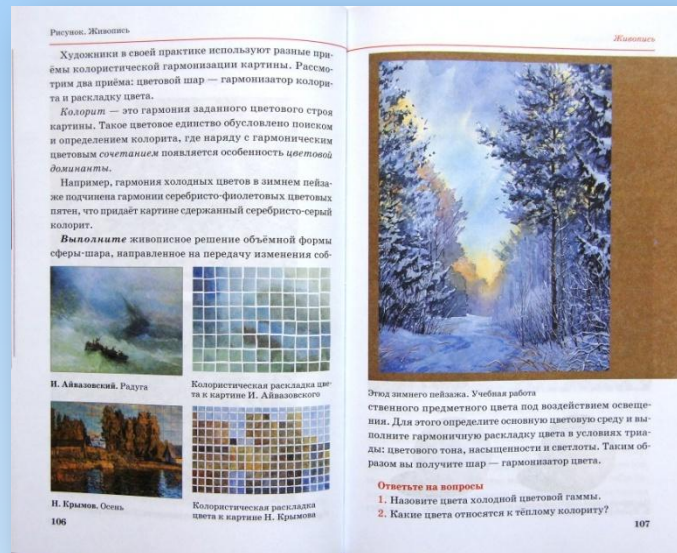 Рисунок. Живопись
Художники в своей практике используют разные при-
ёмы колористической гармонизации картины. Рассмо-
трим два приёма: цветовой шар — гармонизатор колори-
та и раскладку цвета.
Колорит — это гармония заданного цветового строя
картины. Такое цветовое единство обусловлено поиском
и определением колорита, где наряду с гармоническим
цветовым сочетанием появляется особенность цветовой
доминанты.
Например, гармония холодных цветов в зимнем пейза-
же подчинена гармонии серебристо-фиолетовых цветовых
пятен, что придаёт картине сдержанный серебристо-серый
колорит.
Выполните живописное решение объёмной формы
сферы-шара, направленное на передачу изменения соб-
И. Айвазовский. Радуга
Колористическая раскладка цве-
та к картине И. Айвазовского
Н. Крымов. Осень
Колористическая раскладка
цвета к картине Н. Крымова
106
Живопись
Этюд зимнего пейзажа. Учебная работа
ственного предметного цвета под воздействием освеще-
ния. Для этого определите основную цветовую среду и вы-
полните гармоничную раскладку цвета в условиях триа-
ды: цветового тона, насыщенности и светлоты. Таким об-
разом вы получите шар — гармонизатор цвета.
Ответьте на вопросы
1. Назовите цвета холодной цветовой гаммы.
2. Какие цвета относятся к тёплому колориту?
107